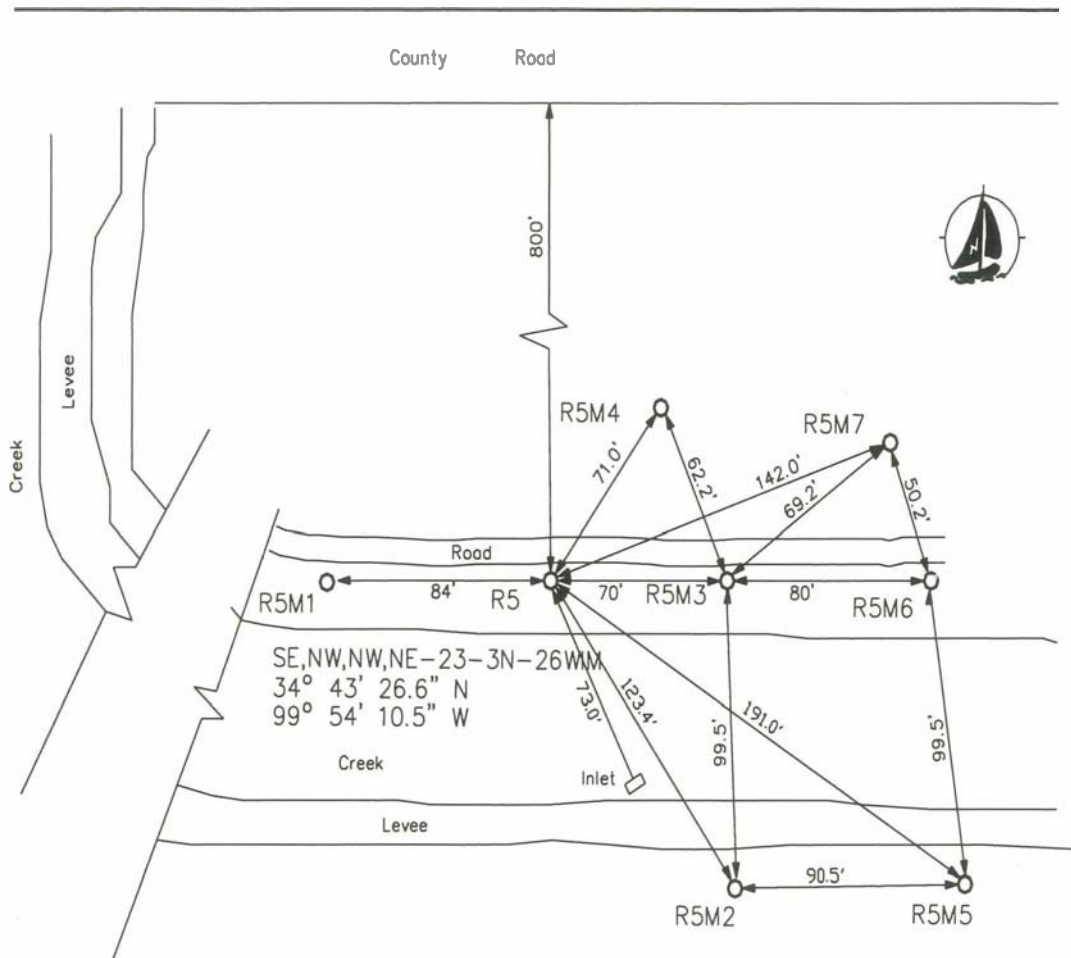 County Road
800'
N
Levee
Creek
R5M4
R5M7
71.0'
62.2'
142.0'
69.2'
50.2'
Road
R5M1
84'
R5
70'
R5M3
80'
R5M6
SE,NW,NW,NE-23-3N-26WIM
34° 43' 26.6" N
99° 54' 10.5" W
73.0'
123.4'
191.0'
99.5'
99.5'
Creek
Inlet
Levee
90.5'
R5M2
R5M5